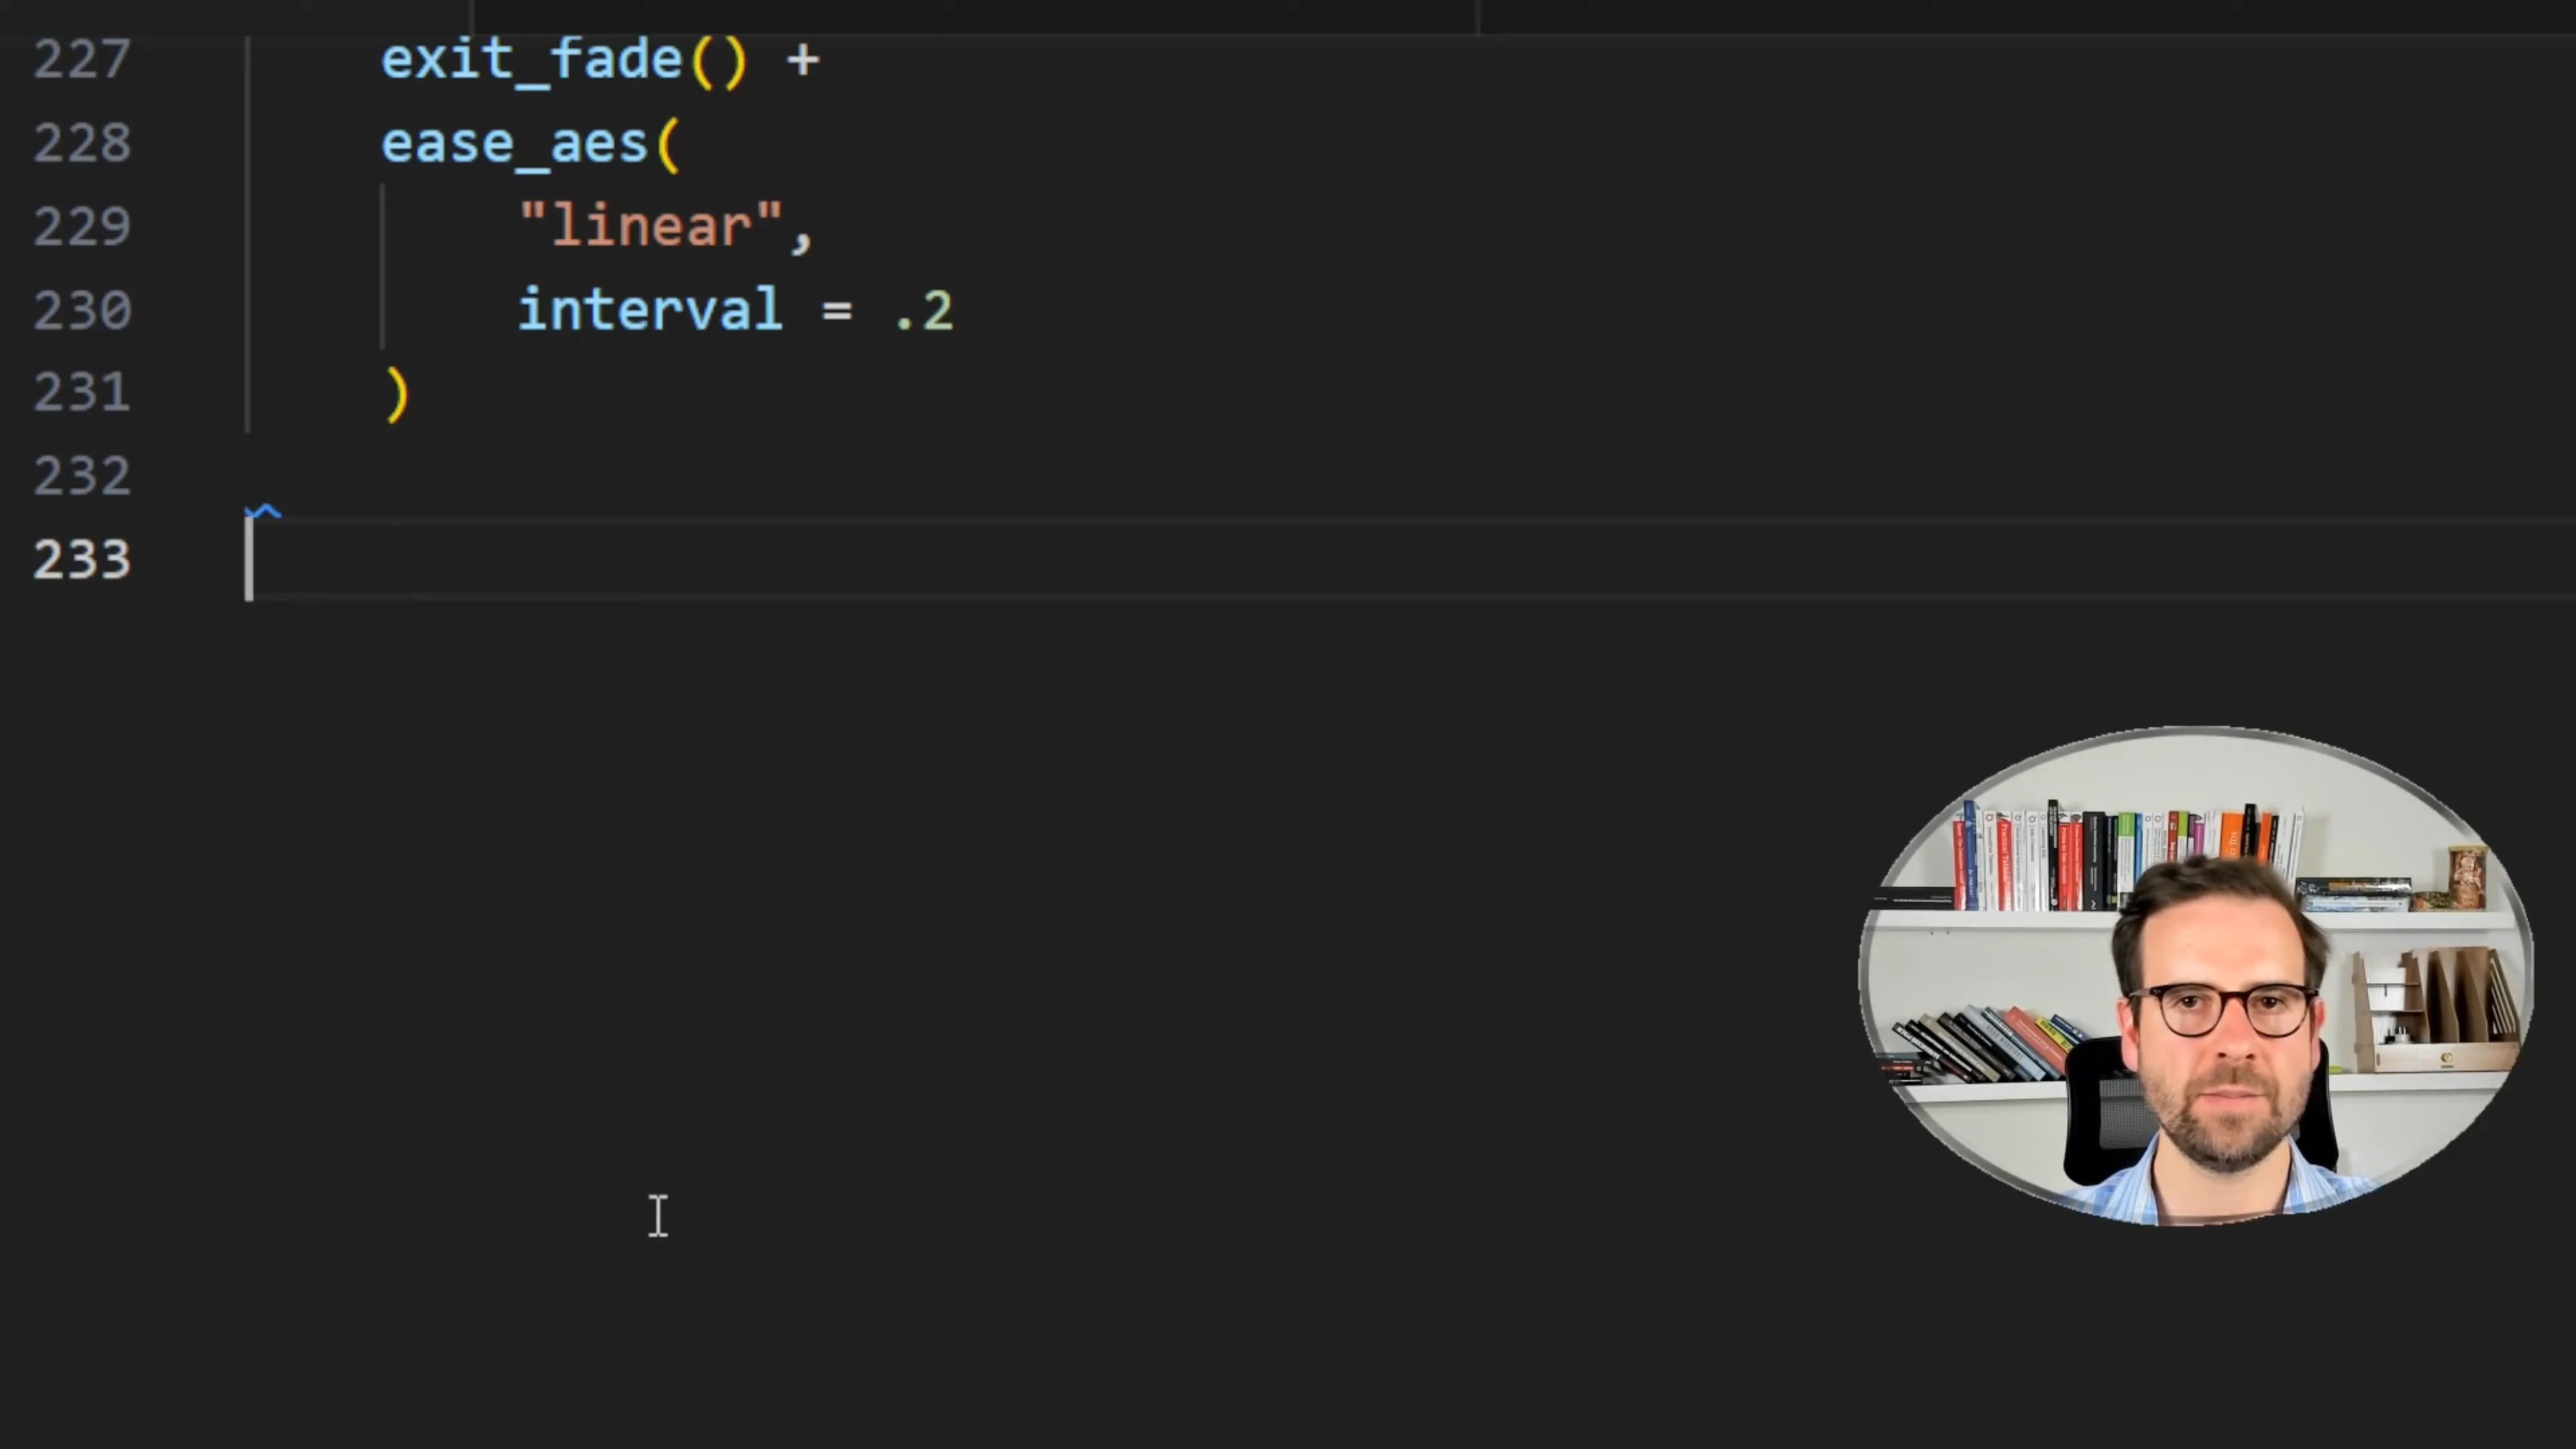 227 exit_fade() +
228 ease_aes(
229 "linear",
230 interval = .2
231 )
232
233